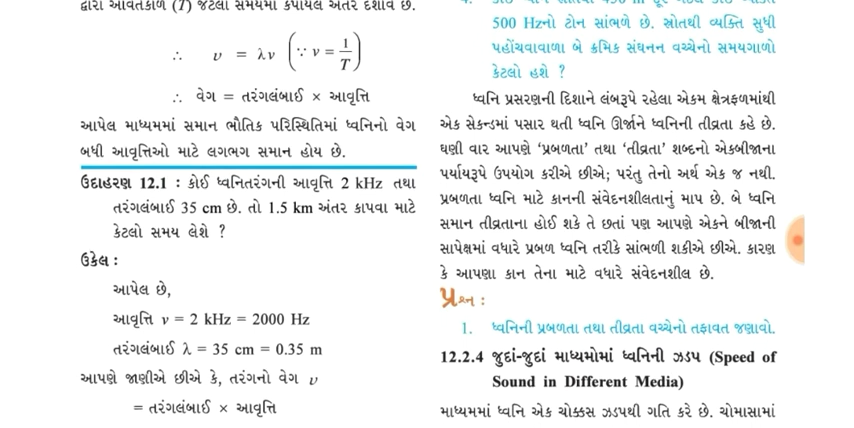 દ્વારા આવર્તકાળ (T) જેટલા સમયમાં કપાયેલ અંતર દર્શાવે છે.
∴ υ = λν (∵ ν = 1/T)
∴ વેગ = તરંગલંબાઈ × આવૃત્તિ
આપેલ માધ્યમમાં સમાન ભૌતિક પરિસ્થિતિમાં ધ્વનિનો વેગ
બધી આવૃત્તિઓ માટે લગભગ સમાન હોય છે.
ઉદાહરણ 12.1 : કોઈ ધ્વનિતરંગની આવૃત્તિ 2 kHz તથા
તરંગલંબાઈ 35 cm છે. તો 1.5 km અંતર કાપવા માટે
કેટલો સમય લેશે ?
ઉકેલ :
આપેલ છે,
આવૃત્તિ ν = 2 kHz = 2000 Hz
તરંગલંબાઈ λ = 35 cm = 0.35 m
આપણે જાણીએ છીએ કે, તરંગનો વેગ υ
= તરંગલંબાઈ × આવૃત્તિ
500 Hzનો ટોન સાંભળે છે. સ્રોતથી વ્યક્તિ સુધી
પહોંચવાવાળા બે ક્રમિક સંઘનન વચ્ચેનો સમયગાળો
કેટલો હશે ?
ધ્વનિ પ્રસરણની દિશાને લંબરૂપે રહેલા એકમ ક્ષેત્રફળમાંથી
એક સેકન્ડમાં પસાર થતી ધ્વનિ ઊર્જાને ધ્વનિની તીવ્રતા કહે છે.
ઘણી વાર આપણે ‘પ્રબળતા’ તથા ‘તીવ્રતા’ શબ્દનો એકબીજાના
પર્યાયરૂપે ઉપયોગ કરીએ છીએ; પરંતુ તેનો અર્થ એક જ નથી.
પ્રબળતા ધ્વનિ માટે કાનની સંવેદનશીલતાનું માપ છે. બે ધ્વનિ
સમાન તીવ્રતાના હોઈ શકે તે છતાં પણ આપણે એકને બીજાની
સાપેક્ષમાં વધારે પ્રબળ ધ્વનિ તરીકે સાંભળી શકીએ છીએ. કારણ
કે આપણા કાન તેના માટે વધારે સંવેદનશીલ છે.
પ્રશ્ન :
1. ધ્વનિની પ્રબળતા તથા તીવ્રતા વચ્ચેનો તફાવત જણાવો.
12.2.4 જુદાં-જુદાં માધ્યમોમાં ધ્વનિની ઝડપ (Speed of
Sound in Different Media)
માધ્યમમાં ધ્વનિ એક ચોક્કસ ઝડપથી ગતિ કરે છે. ચોમાસામાં